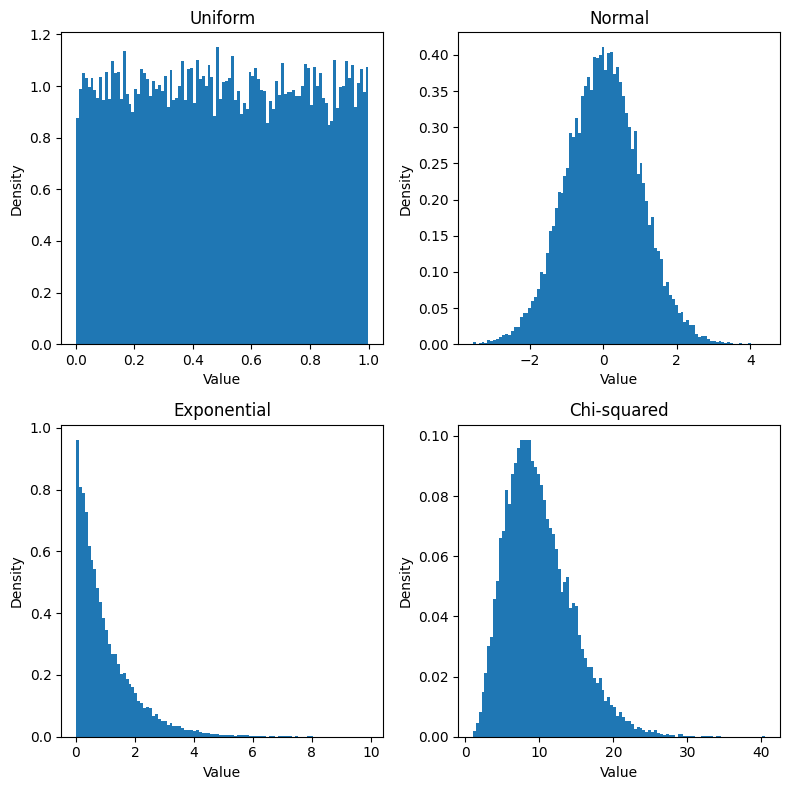 Uniform
Normal
1.2
1.0
0.8
0.6
0.4
0.2
0.0
Density
0.0 0.2 0.4 0.6 0.8 1.0
Value
0.40
0.35
0.30
0.25
0.20
0.15
0.10
0.05
0.00
Density
−2 0 2 4
Value
Exponential
Chi-squared
1.0
0.8
0.6
0.4
0.2
0.0
Density
0 2 4 6 8 10
Value
0.10
0.08
0.06
0.04
0.02
0.00
Density
0 10 20 30 40
Value